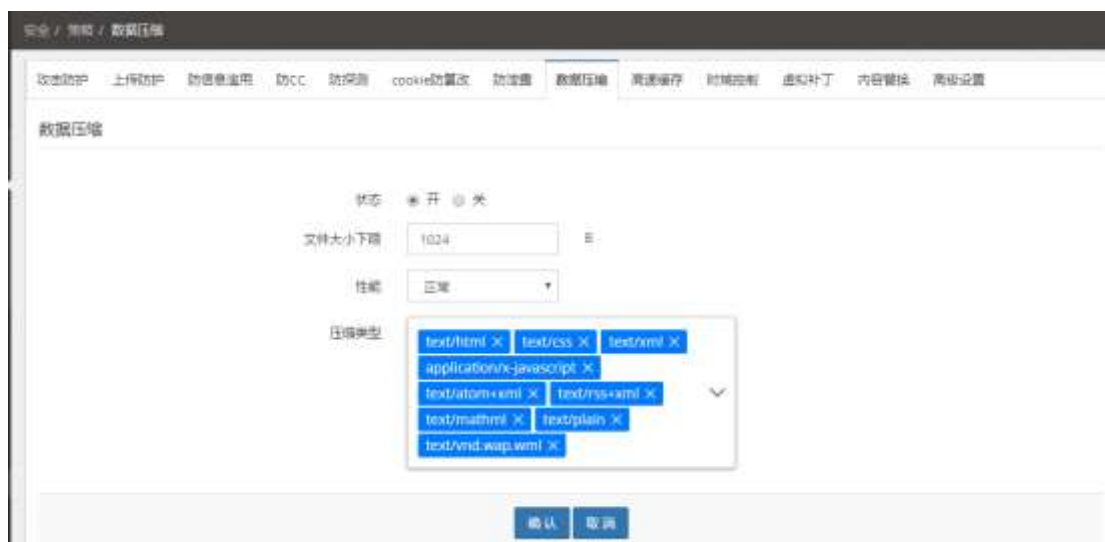 安全 / 策略 / 数据压缩
攻击防护 上传防护 防信息滥用 防CC 防探测 cookie防篡改 防泄露 数据压缩 高速缓存 时域控制 虚拟补丁 内容替换 高级设置
数据压缩
状态 开 关
文件大小下限 1024 B
性能 正常
压缩类型 text/html × text/css × text/xml ×
application/x-javascript ×
text/atom+xml × text/rss+xml ×
text/mathml × text/plain ×
text/vnd.wap.wml ×
确认 取消